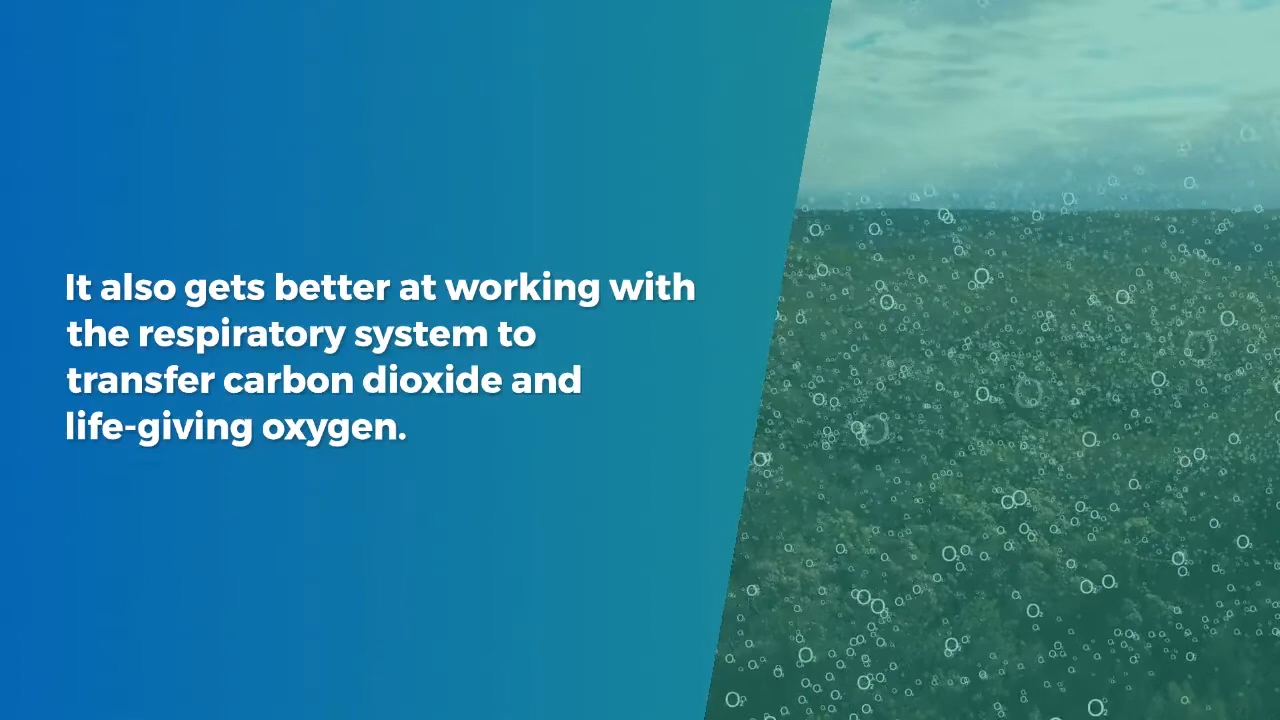 It also gets better at working with
the respiratory system to
transfer carbon dioxide and
life-giving oxygen.